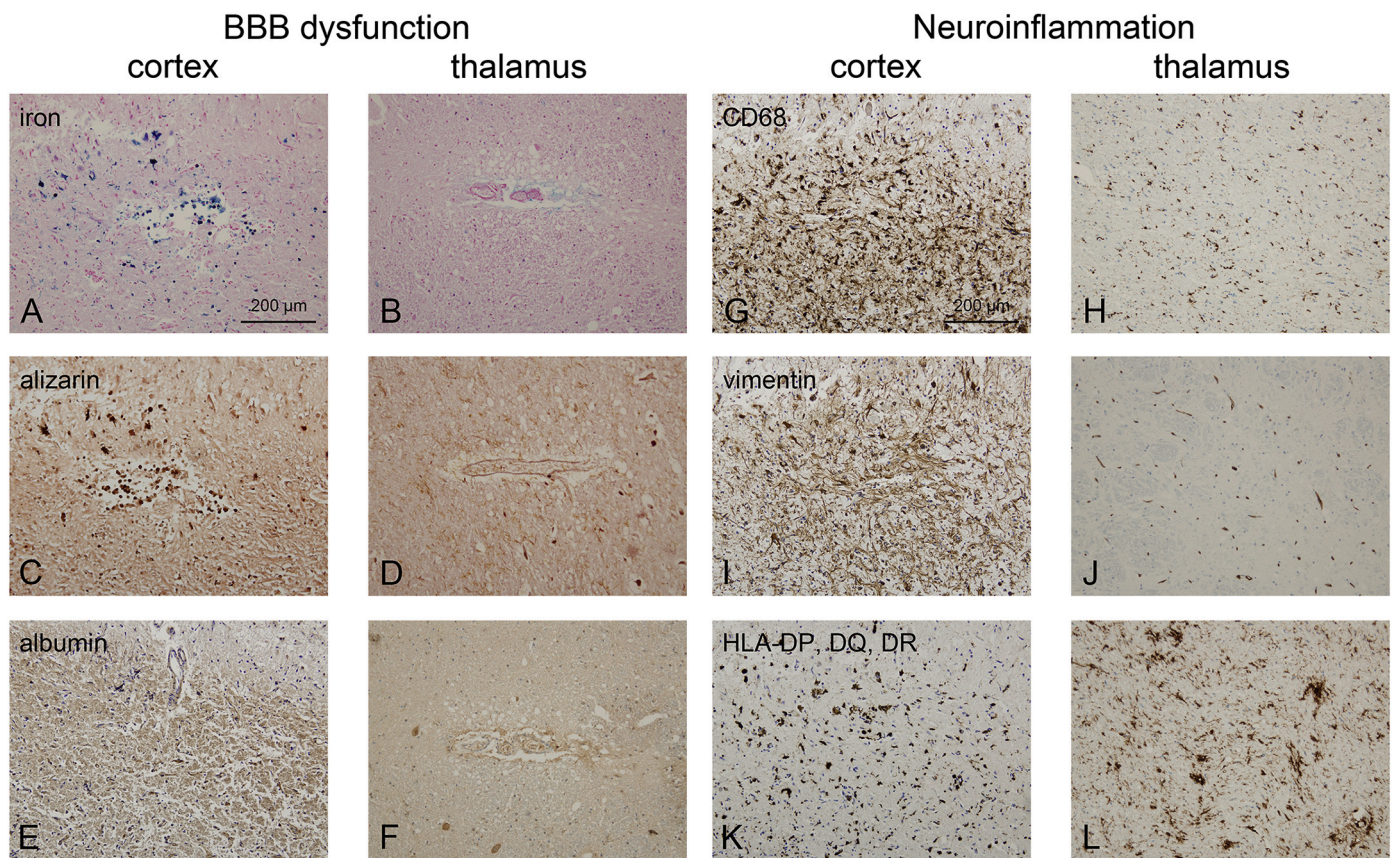 BBB dysfunction
Neuroinflammation
cortex
thalamus
cortex
thalamus
iron
A
200 µm
B
CD68
G
200 µm
H
alizarin
C
D
vimentin
I
J
albumin
E
F
HLA-DP, DQ, DR
K
L